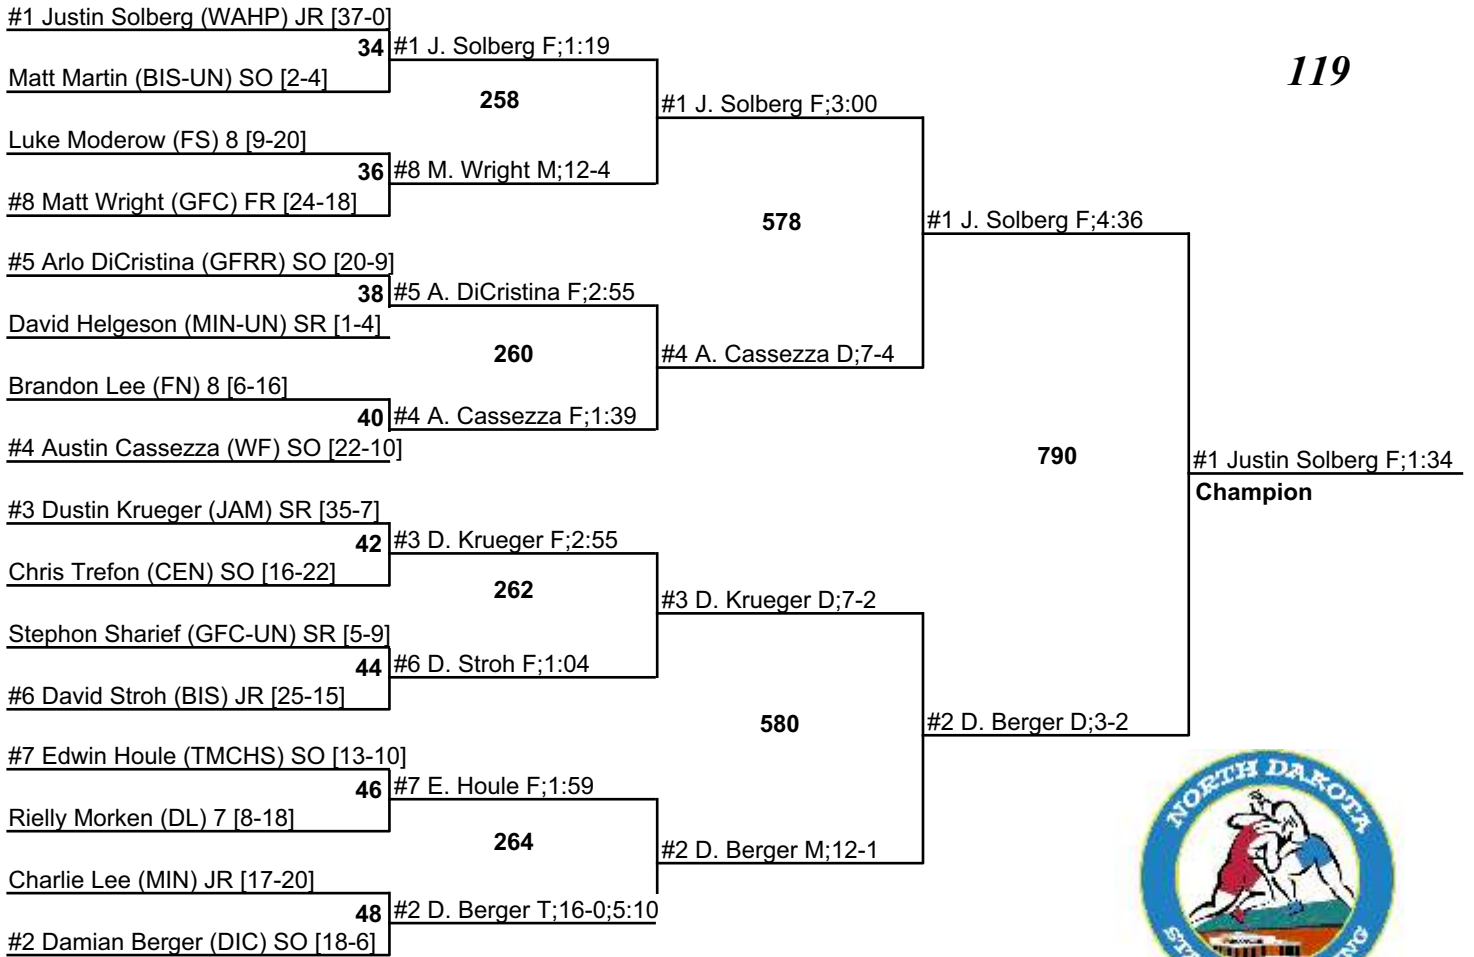 #1 Justin Solberg (WAHP) JR [37-0]
34 #1 J. Solberg F;1:19
Matt Martin (BIS-UN) SO [2-4]
119
258
#1 J. Solberg F;3:00
Luke Moderow (FS) 8 [9-20]
36 #8 M. Wright M;12-4
#8 Matt Wright (GFC) FR [24-18]
578
#1 J. Solberg F;4:36
#5 Arlo DiCristina (GFRR) SO [20-9]
38 #5 A. DiCristina F;2:55
David Helgeson (MIN-UN) SR [1-4]
260
#4 A. Cassezza D;7-4
Brandon Lee (FN) 8 [6-16]
40 #4 A. Cassezza F;1:39
#4 Austin Cassezza (WF) SO [22-10]
790
#1 Justin Solberg F;1:34
Champion
#3 Dustin Krueger (JAM) SR [35-7]
42 #3 D. Krueger F;2:55
Chris Trefon (CEN) SO [16-22]
262
#3 D. Krueger D;7-2
Stephon Sharief (GFC-UN) SR [5-9]
44 #6 D. Stroh F;1:04
#6 David Stroh (BIS) JR [25-15]
580
#2 D. Berger D;3-2
#7 Edwin Houle (TMCHS) SO [13-10]
46 #7 E. Houle F;1:59
Rielly Morken (DL) 7 [8-18]
264
#2 D. Berger M;12-1
Charlie Lee (MIN) JR [17-20]
48 #2 D. Berger T;16-0;5:10
#2 Damian Berger (DIC) SO [18-6]
NORTH DAKOTA